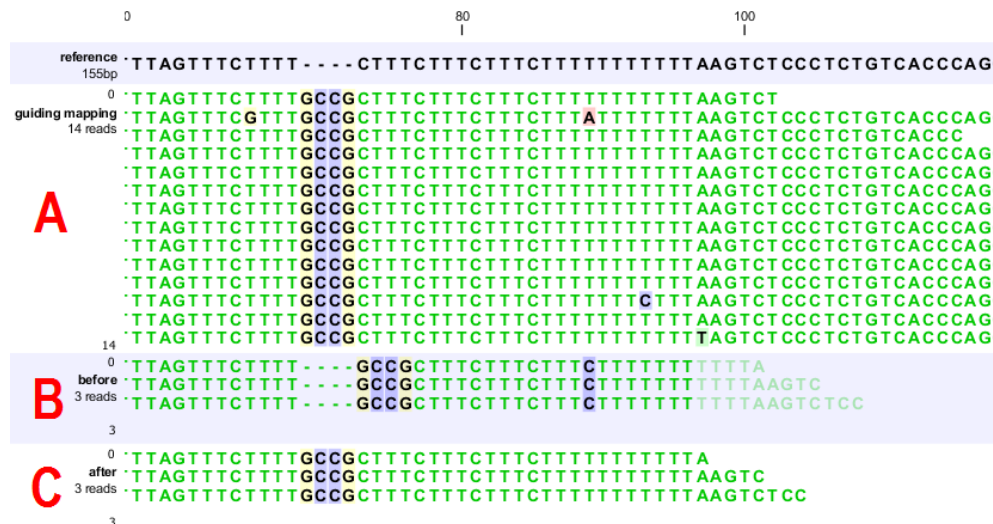 0 80 100
reference TTAGTTTCTTTT----CTTTCTTTCTTTCTTTTTTTTTTTAAGTCTCCCTCTGTCACCCAG
155bp
0 TTAGTTTCTTTTGCCGCTTTCTTTCTTTCTTTTTTTTTTTAAGTCT
guiding mapping TTAGTTTCGTTTGCCGCTTTCTTTCTTTCTTTATTTTTTTAAGTCTCCCTCTGTCACCCAG
14 reads TTAGTTTCTTTTGCCGCTTTCTTTCTTTCTTTTTTTTTTTAAGTCTCCCTCTGTCACCC
TTAGTTTCTTTTGCCGCTTTCTTTCTTTCTTTTTTTTTTTAAGTCTCCCTCTGTCACCCAG
TTAGTTTCTTTTGCCGCTTTCTTTCTTTCTTTTTTTTTTTAAGTCTCCCTCTGTCACCCAG
TTAGTTTCTTTTGCCGCTTTCTTTCTTTCTTTTTTTTTTTAAGTCTCCCTCTGTCACCCAG
A TTAGTTTCTTTTGCCGCTTTCTTTCTTTCTTTTTTTTTTTAAGTCTCCCTCTGTCACCCAG
TTAGTTTCTTTTGCCGCTTTCTTTCTTTCTTTTTTTTTTTAAGTCTCCCTCTGTCACCCAG
TTAGTTTCTTTTGCCGCTTTCTTTCTTTCTTTTTTTTTTTAAGTCTCCCTCTGTCACCCAG
TTAGTTTCTTTTGCCGCTTTCTTTCTTTCTTTTTTTTTTTAAGTCTCCCTCTGTCACCCAG
TTAGTTTCTTTTGCCGCTTTCTTTCTTTCTTTTTTTTTTTAAGTCTCCCTCTGTCACCCAG
TTAGTTTCTTTTGCCGCTTTCTTTCTTTCTTTTTTTCTTTAAGTCTCCCTCTGTCACCCAG
TTAGTTTCTTTTGCCGCTTTCTTTCTTTCTTTTTTTTTTTAAGTCTCCCTCTGTCACCCAG
14 TTAGTTTCTTTTGCCGCTTTCTTTCTTTCTTTTTTTTTTTTAGTCTCCCTCTGTCACCCAG
0 TTAGTTTCTTTT----GCCGCTTTCTTTCTTTCTTTTTTTTTTTA
B before TTAGTTTCTTTT----GCCGCTTTCTTTCTTTCTTTTTTTTTTTAAGTC
3 reads TTAGTTTCTTTT----GCCGCTTTCTTTCTTTCTTTTTTTTTTTAAGTCTCC
3
0 TTAGTTTCTTTTGCCGCTTTCTTTCTTTCTTTTTTTTTTTA
C after TTAGTTTCTTTTGCCGCTTTCTTTCTTTCTTTTTTTTTTTAAGTC
3 reads TTAGTTTCTTTTGCCGCTTTCTTTCTTTCTTTTTTTTTTTAAGTCTCC
3